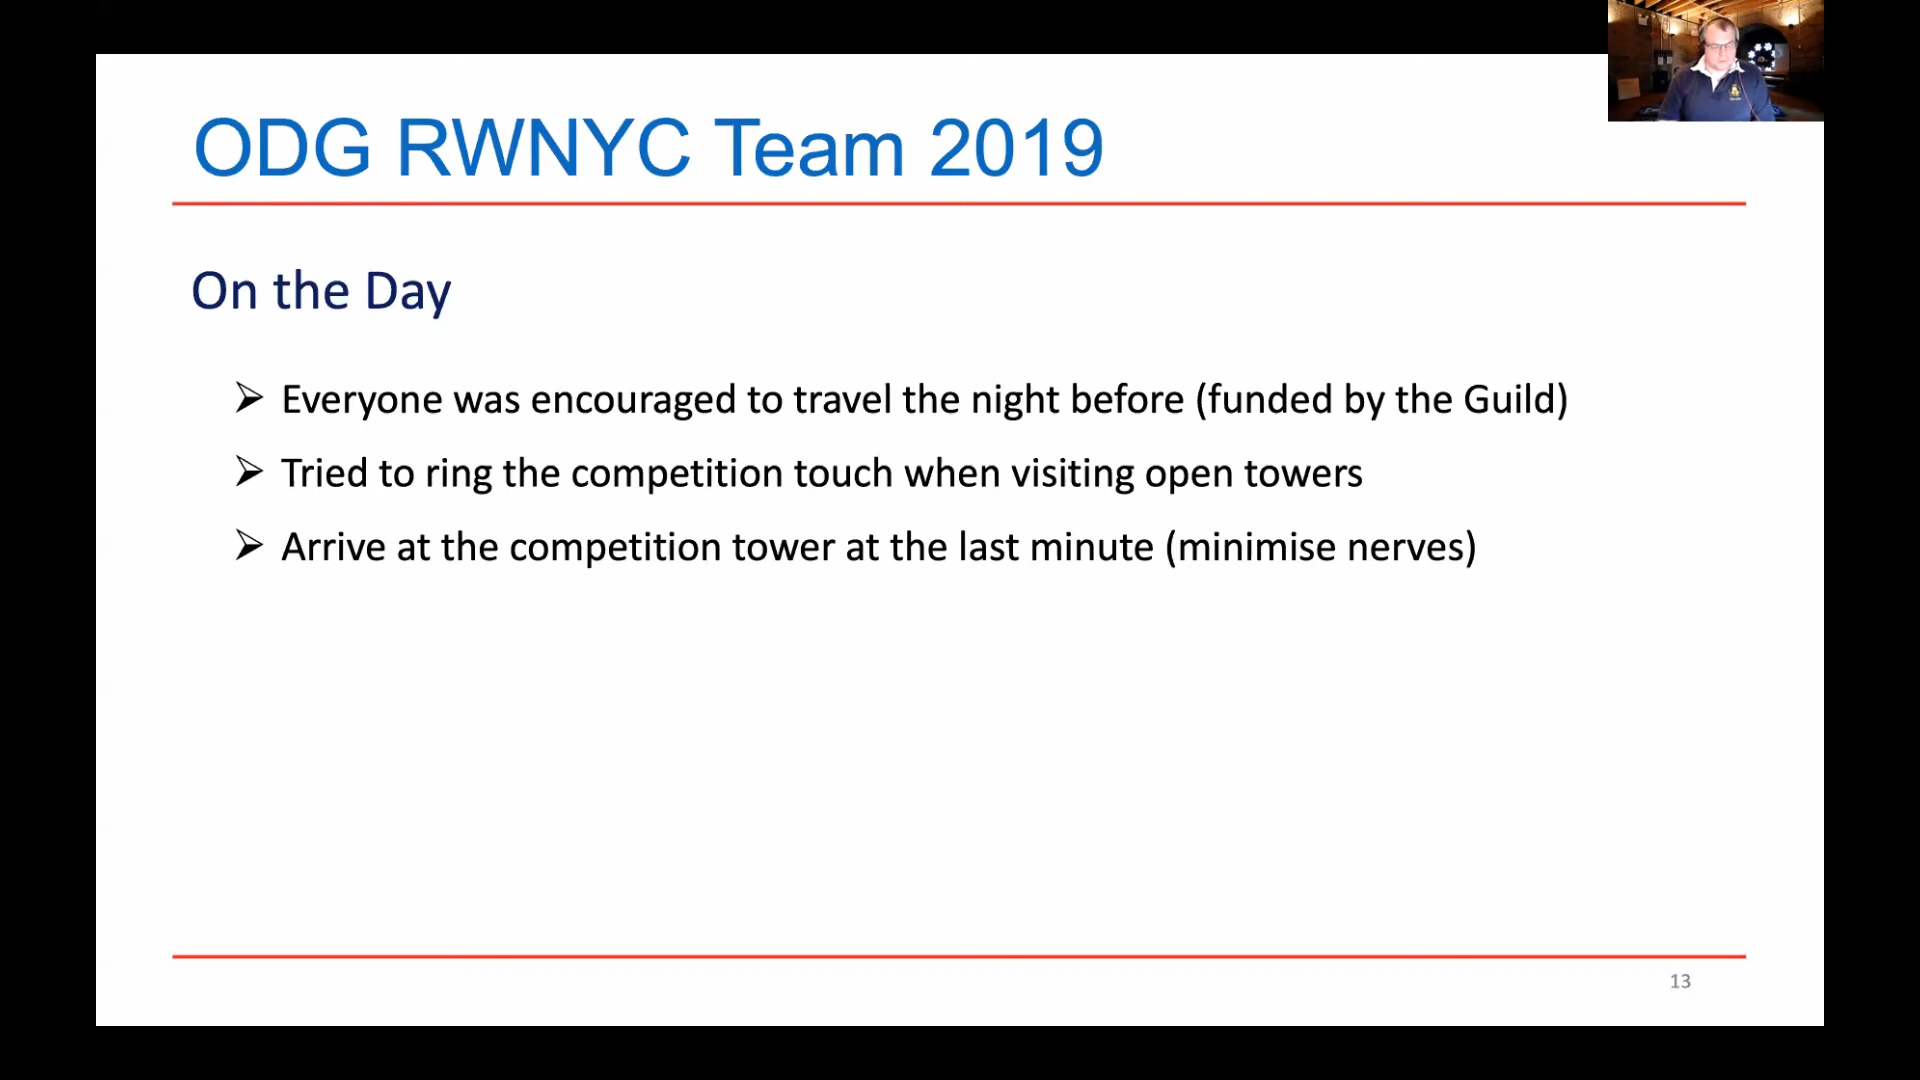 ODG RWNYC Team 2019
On the Day
➢ Everyone was encouraged to travel the night before (funded by the Guild)
➢ Tried to ring the competition touch when visiting open towers
➢ Arrive at the competition tower at the last minute (minimise nerves)
13